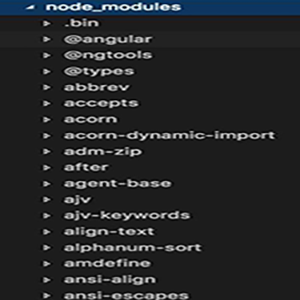 node_modules
.bin
@angular
@ngtools
@types
abbrev
accepts
acorn
acorn-dynamic-import
adm-zip
after
agent-base
ajv
ajv-keywords
align-text
alphanum-sort
amdefine
ansi-align
ansi-escapes